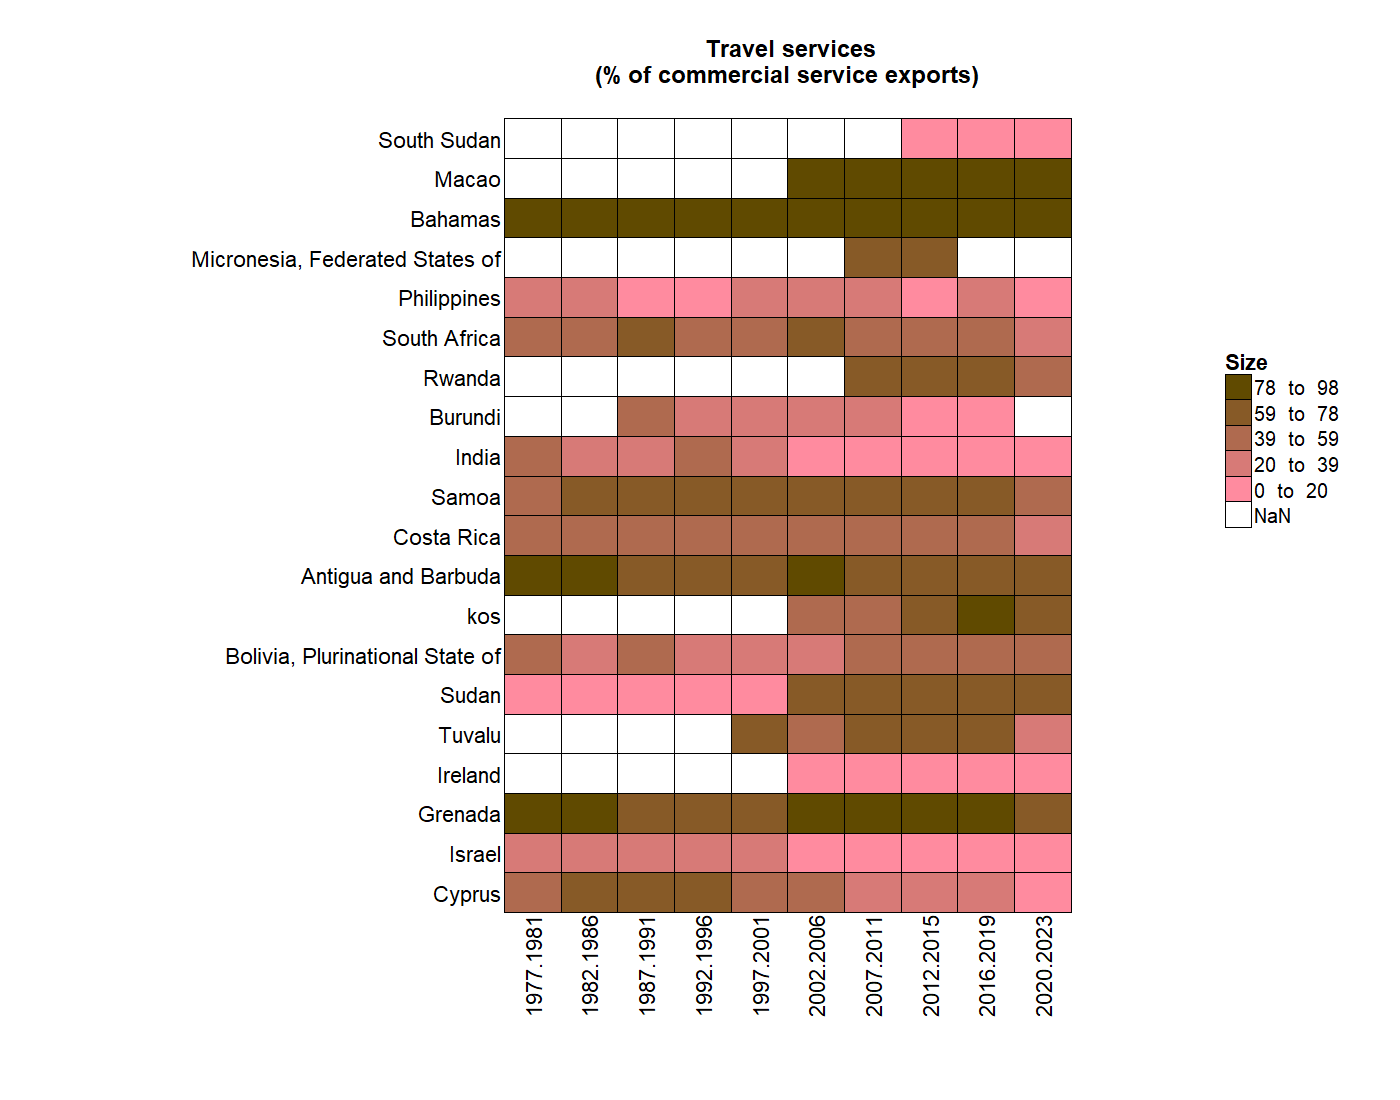 Travel services
(% of commercial service exports)
South Sudan
Macao
Bahamas
Micronesia, Federated States of
Philippines
South Africa
Rwanda
Burundi
India
Samoa
Costa Rica
Antigua and Barbuda
kos
Bolivia, Plurinational State of
Sudan
Tuvalu
Ireland
Grenada
Israel
Cyprus
1977.1981
1982.1986
1987.1991
1992.1996
1997.2001
2002.2006
2007.2011
2012.2015
2016.2019
2020.2023
Size
78 to 98
59 to 78
39 to 59
20 to 39
0 to 20
NaN